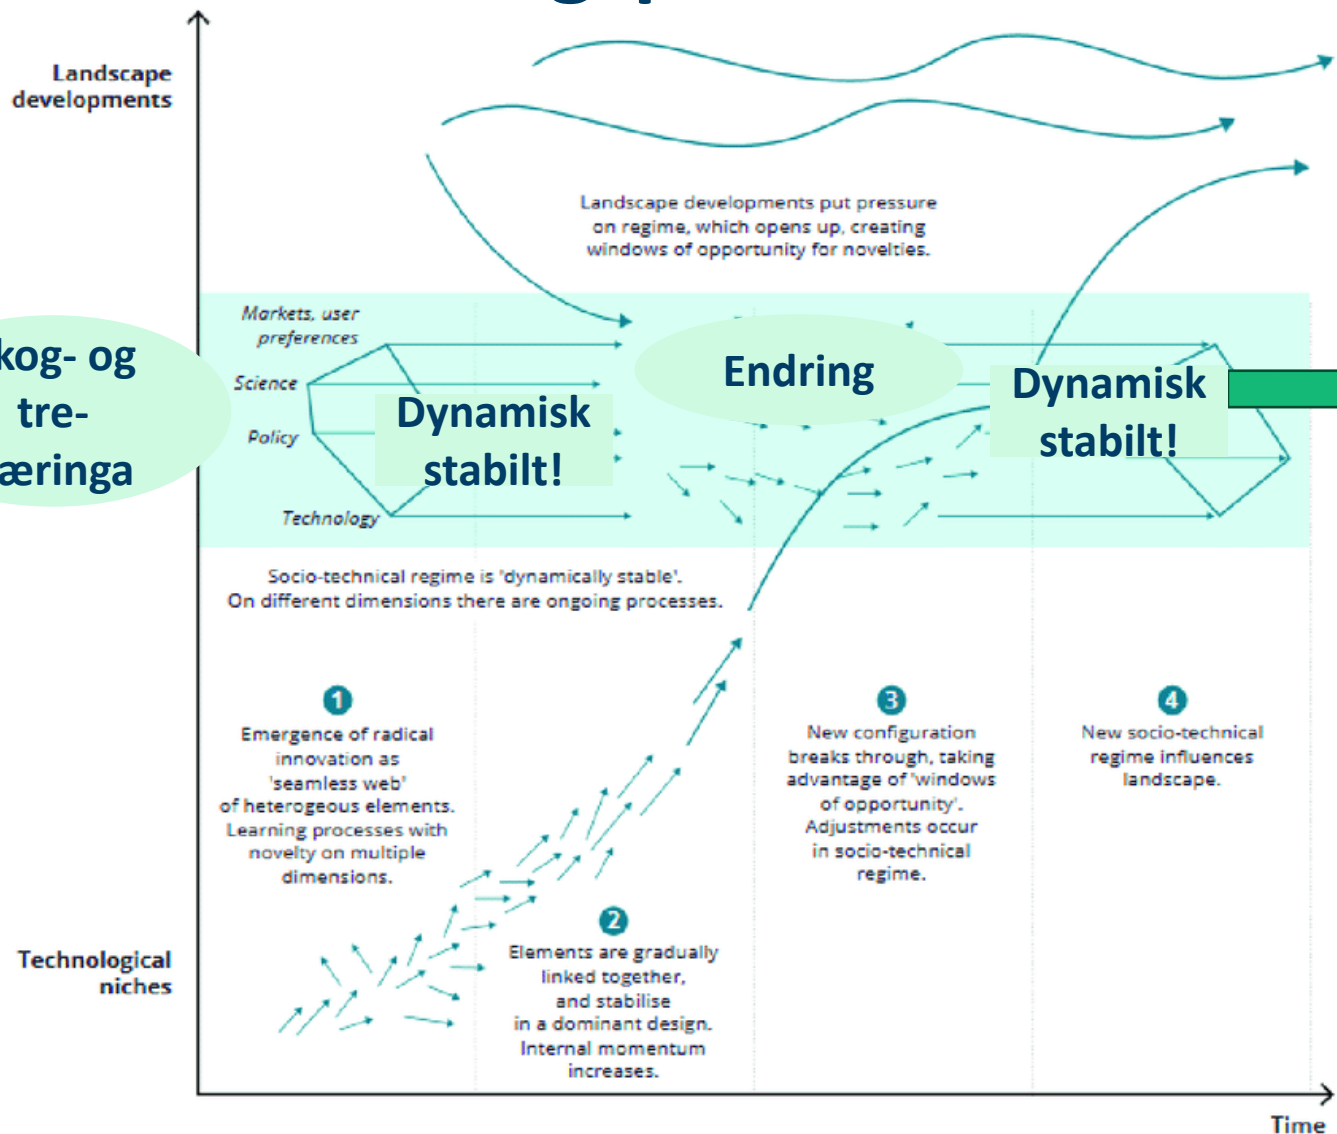 Landscape
developments
Landscape developments put pressure
on regime, which opens up, creating
windows of opportunity for novelties.
Markets, user
preferences
Science
Policy
Technology
kog- og
tre-
æringa
Dynamisk
stabilt!
Endring
Dynamisk
stabilt!
Socio-technical regime is 'dynamically stable'.
On different dimensions there are ongoing processes.
1
Emergence of radical
innovation as
'seamless web'
of heterogeous elements.
Learning processes with
novelty on multiple
dimensions.
2
Elements are gradually
linked together,
and stabilise
in a dominant design.
Internal momentum
increases.
3
New configuration
breaks through, taking
advantage of 'windows
of opportunity'.
Adjustments occur
in socio-technical
regime.
4
New socio-technical
regime influences
landscape.
Technological
niches
Time